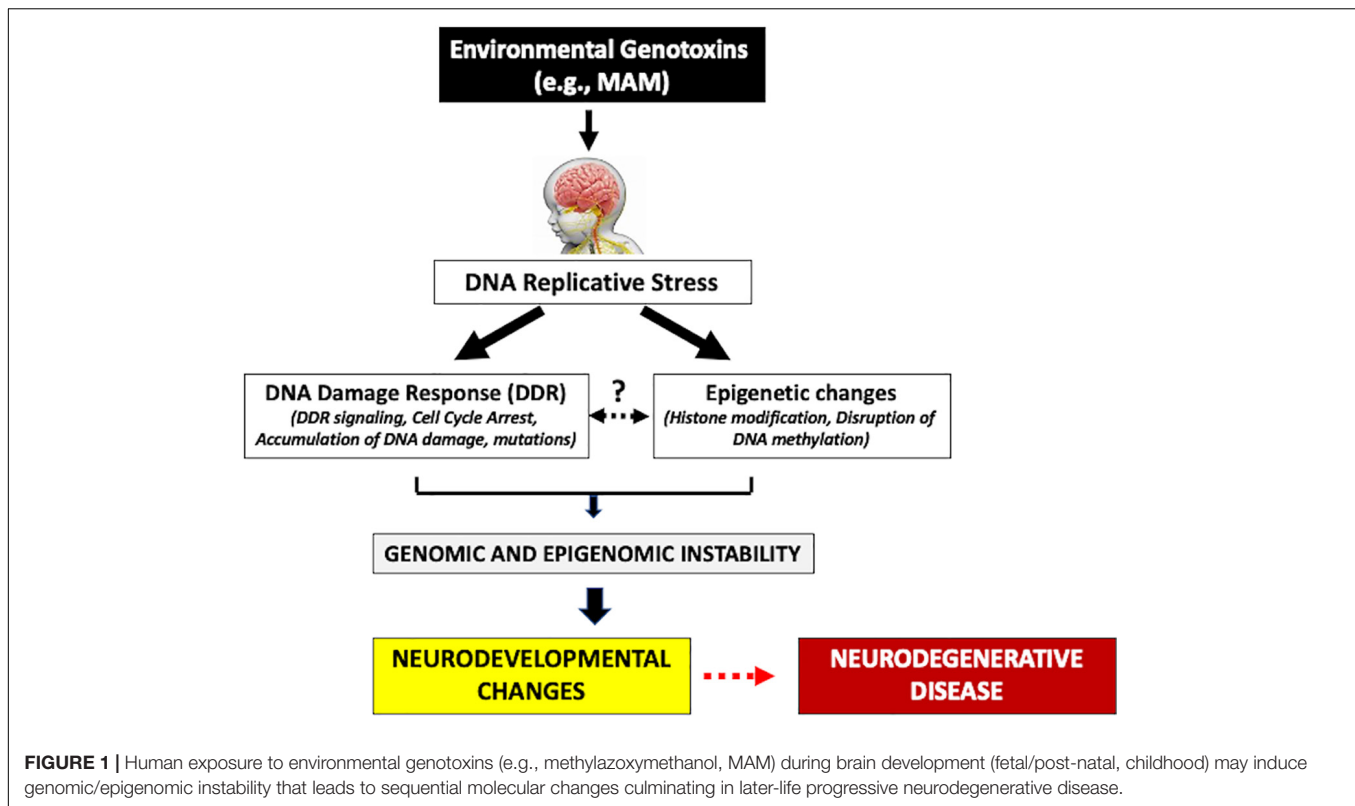 Environmental Genotoxins
(e.g., MAM)
DNA Replicative Stress
DNA Damage Response (DDR)
(DDR signaling, Cell Cycle Arrest,
Accumulation of DNA damage, mutations)
?
Epigenetic changes
(Histone modification, Disruption of
DNA methylation)
GENOMIC AND EPIGENOMIC INSTABILITY
NEURODEVELOPMENTAL
CHANGES
NEURODEGENERATIVE
DISEASE
FIGURE 1 | Human exposure to environmental genotoxins (e.g., methylazoxymethanol, MAM) during brain development (fetal/post-natal, childhood) may induce
genomic/epigenomic instability that leads to sequential molecular changes culminating in later-life progressive neurodegenerative disease.